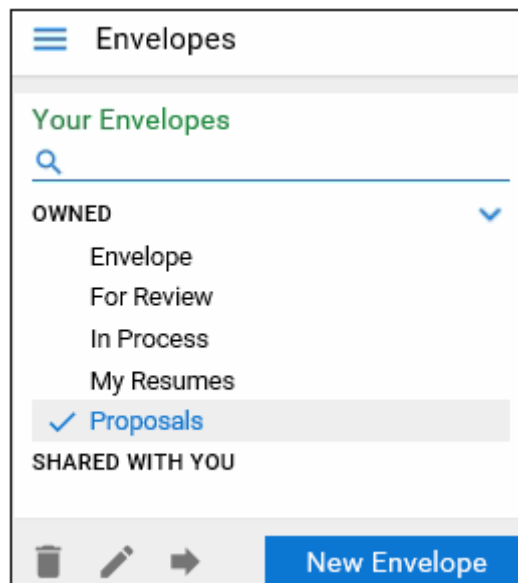 Envelopes
Your Envelopes
OWNED
Envelope
For Review
In Process
My Resumes
Proposals
SHARED WITH YOU
New Envelope